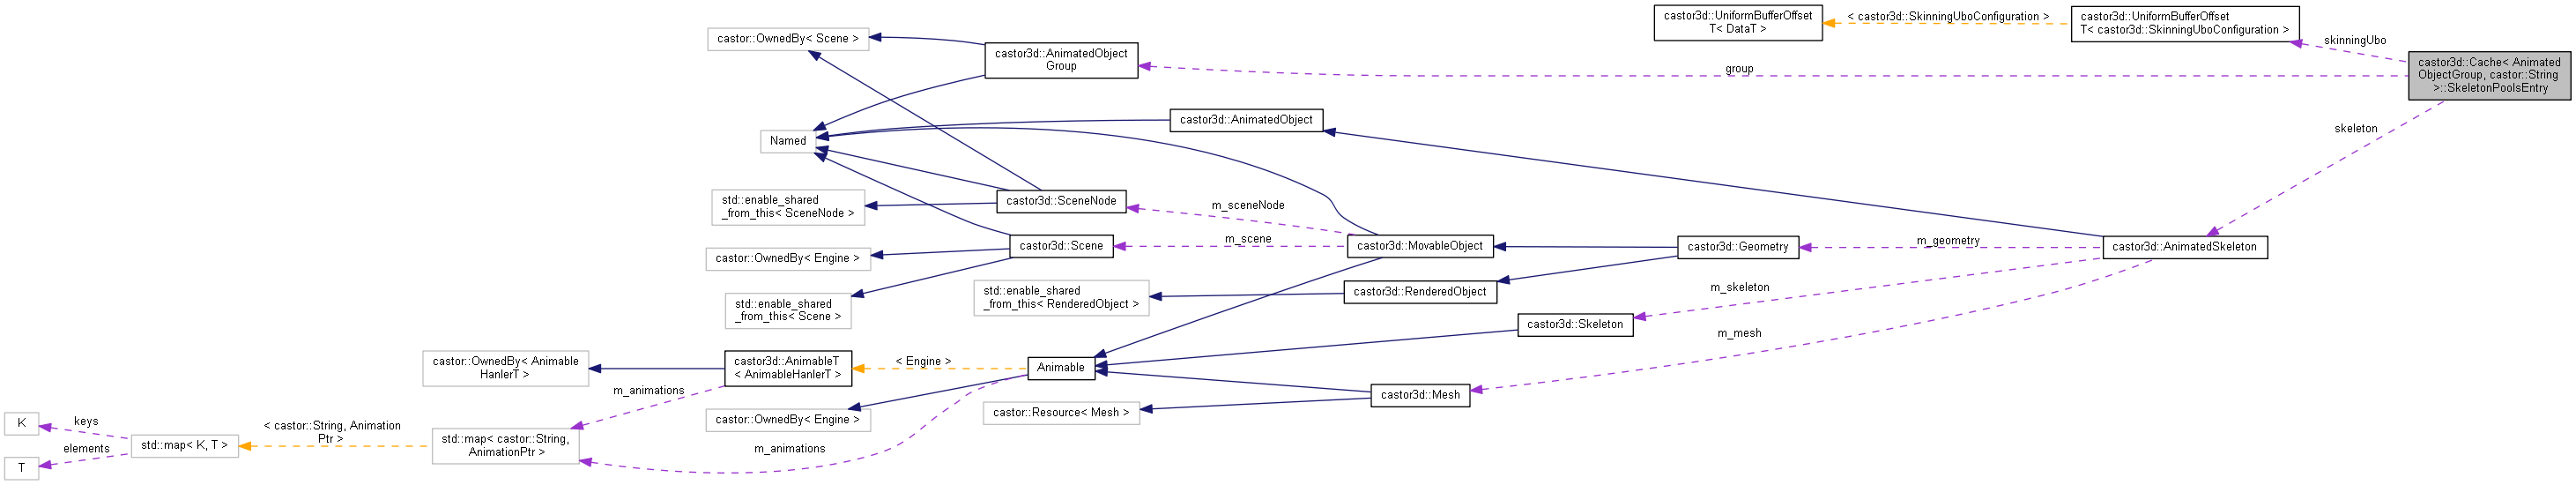 castor3d::UniformBufferOffset
T< DataT >
< castor3d::SkinningUboConfiguration >
castor3d::UniformBufferOffset
T< castor3d::SkinningUboConfiguration >
skinningUbo
castor::OwnedBy< Scene >
castor3d::AnimatedObject
Group
group
castor3d::Cache< Animated
ObjectGroup, castor::String
>::SkeletonPoolsEntry
castor3d::AnimatedObject
Named
skeleton
std::enable_shared
_from_this< SceneNode >
castor3d::SceneNode
m_sceneNode
castor3d::Scene
m_scene
castor3d::MovableObject
castor3d::Geometry
m_geometry
castor3d::AnimatedSkeleton
castor::OwnedBy< Engine >
std::enable_shared
_from_this< Scene >
std::enable_shared
_from_this< RenderedObject >
castor3d::RenderedObject
m_skeleton
castor3d::Skeleton
m_mesh
castor::OwnedBy< Animable
HanlerT >
castor3d::AnimableT
< AnimableHanlerT >
< Engine >
Animable
m_animations
castor3d::Mesh
castor::OwnedBy< Engine >
castor::Resource< Mesh >
K
keys
< castor::String, Animation
Ptr >
std::map< K, T >
elements
T
std::map< castor::String,
AnimationPtr >
m_animations